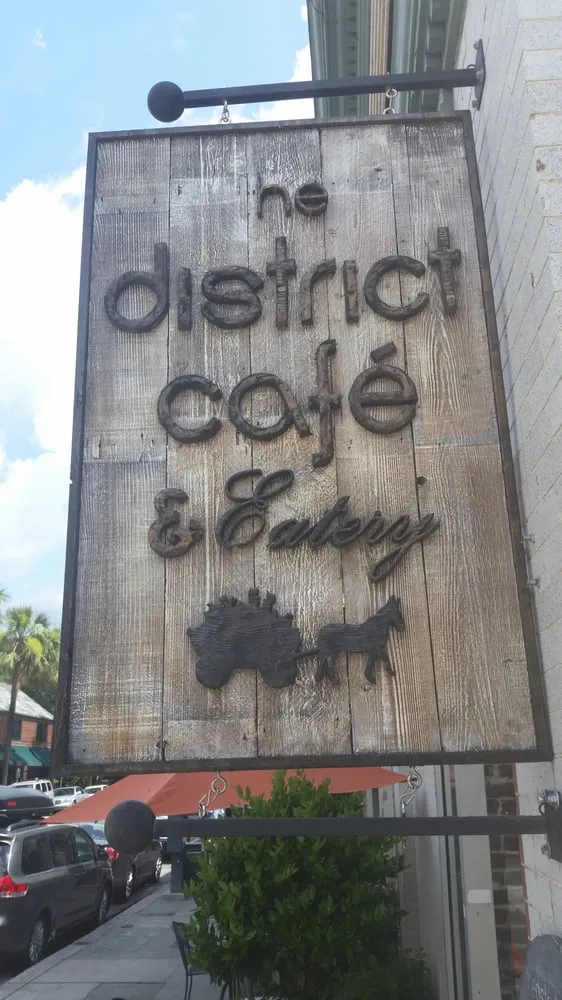 he
district
café
& Eatery